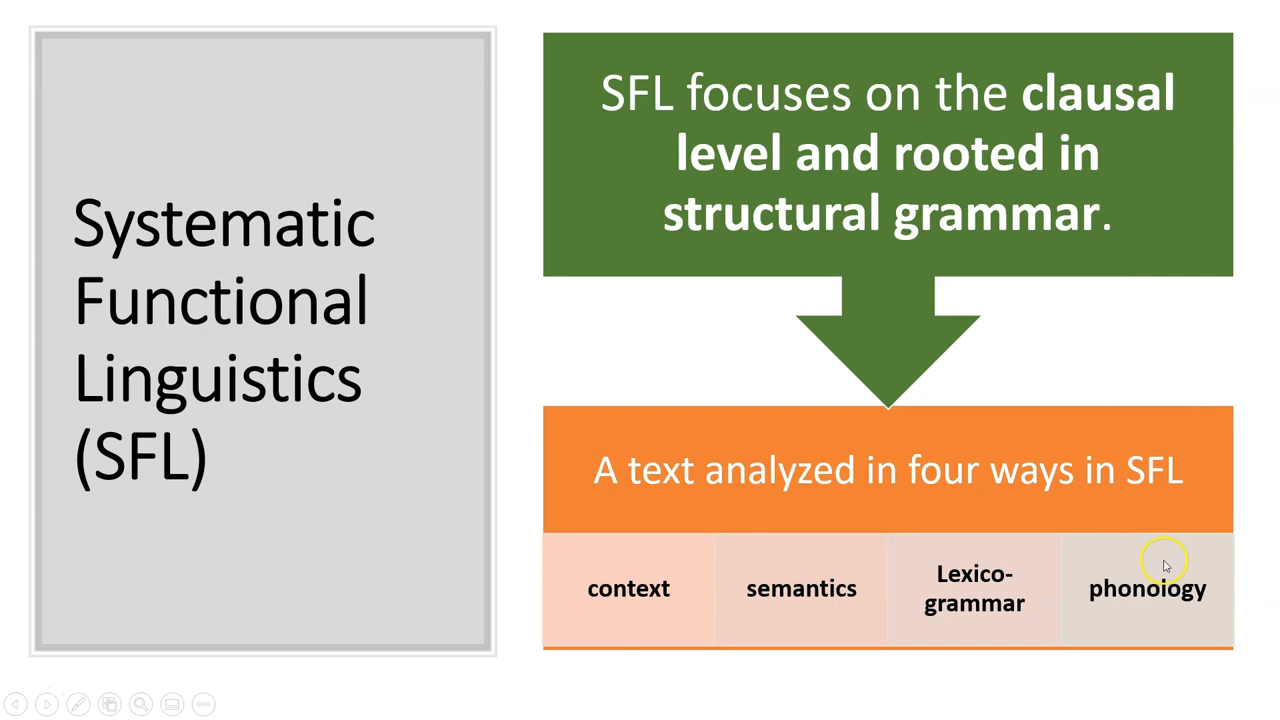 Systematic
Functional
Linguistics
(SFL)
SFL focuses on the clausal
level and rooted in
structural grammar.
A text analyzed in four ways in SFL
context
semantics
Lexico-
grammar
phonology